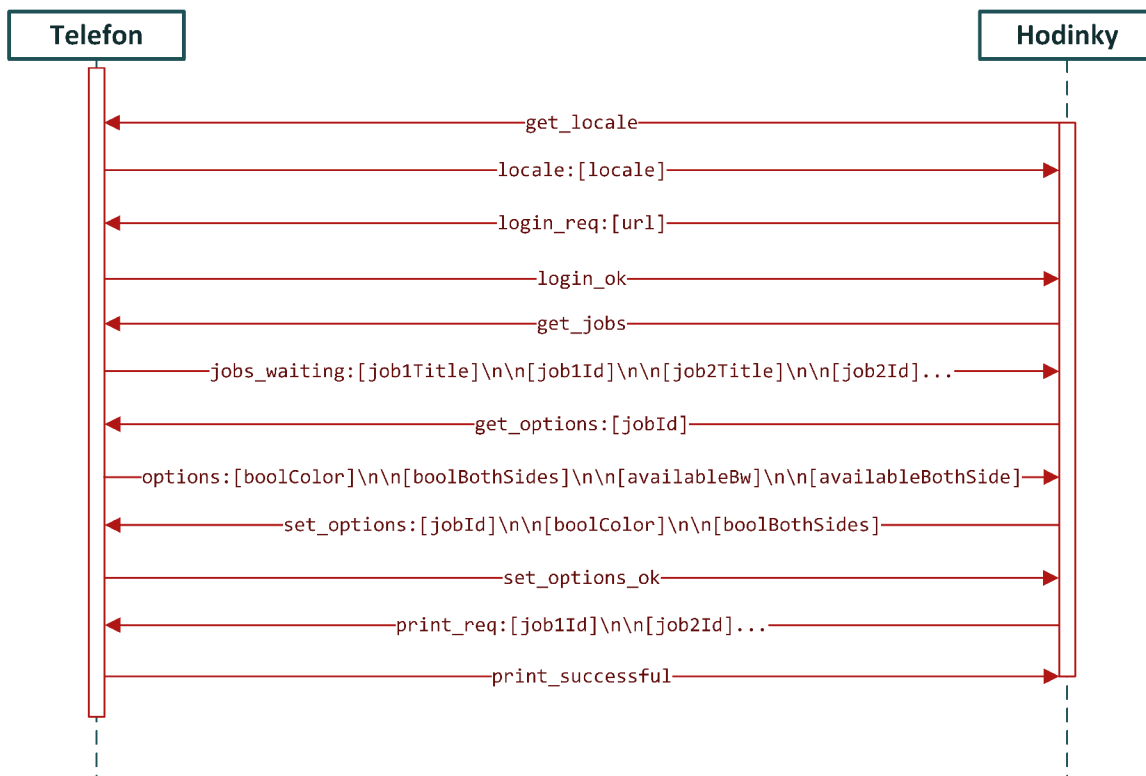 Telefon
Hodinky
get_locale
locale:[locale]
login_req:[url]
login_ok
get_jobs
jobs_waiting:[job1Title]\n\n[job1Id]\n\n[job2Title]\n\n[job2Id]...
get_options:[jobId]
options:[boolColor]\n\n[boolBothSides]\n\n[availableBw]\n\n[availableBothSide]
set_options:[jobId]\n\n[boolColor]\n\n[boolBothSides]
set_options_ok
print_req:[job1Id]\n\n[job2Id]...
print_successful